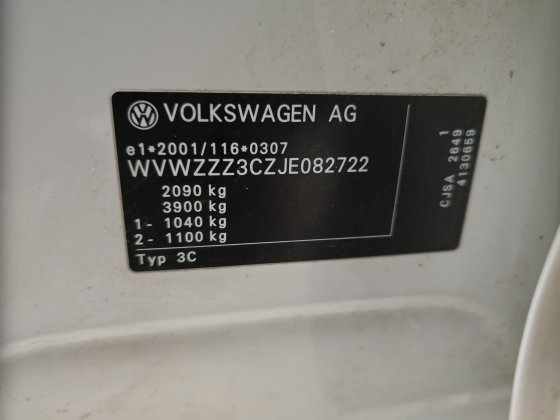 VOLKSWAGEN AG
e1*2001/116*0307
WVWZZZ3CZJE082722
2090 kg
3900 kg
1- 1040 kg
2- 1100 kg
Typ 3C
1
CJSA 2649
4130659